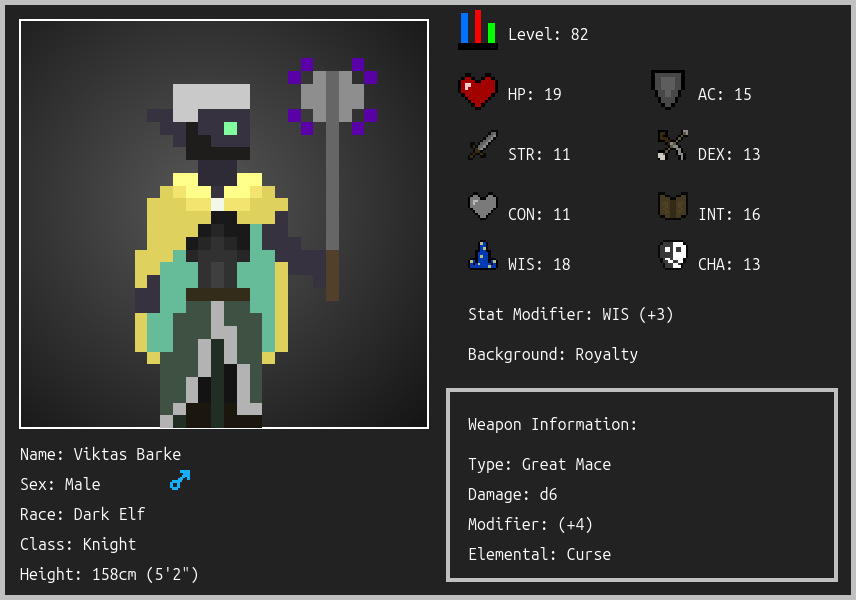 Level: 82
HP: 19
AC: 15
STR: 11
DEX: 13
CON: 11
INT: 16
WIS: 18
CHA: 13
Stat Modifier: WIS (+3)
Background: Royalty
Weapon Information:
Type: Great Mace
Damage: d6
Modifier: (+4)
Elemental: Curse
Name: Viktas Barke
Sex: Male
Race: Dark Elf
Class: Knight
Height: 158cm (5'2")